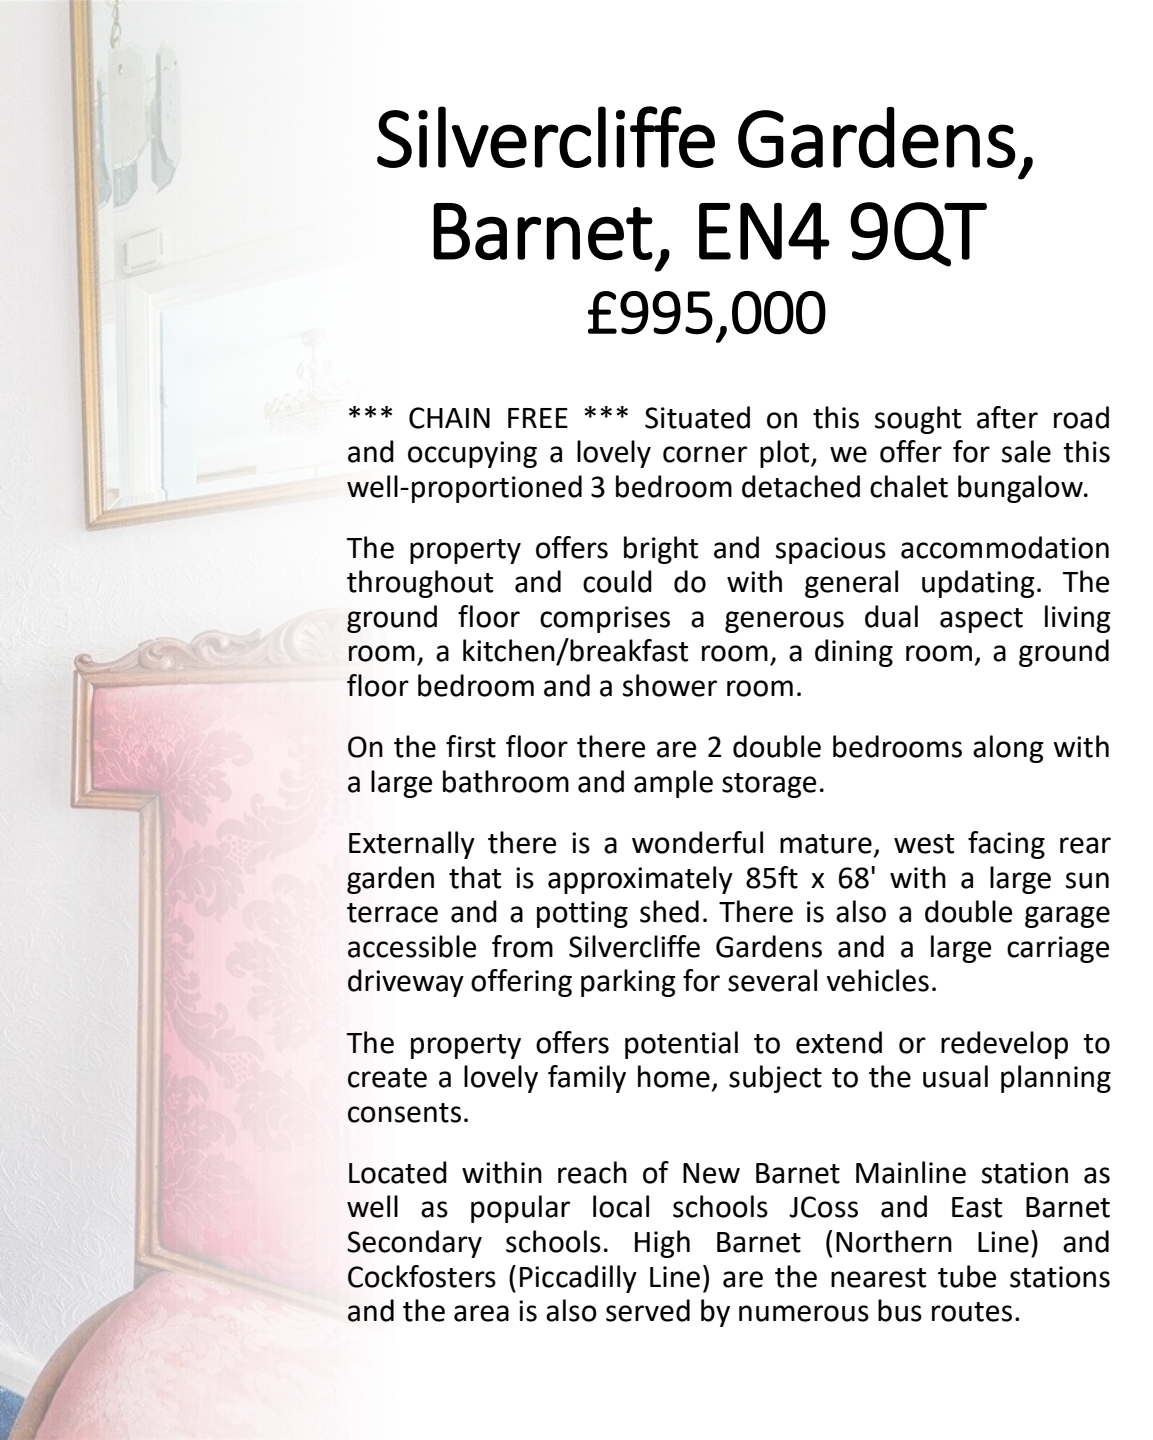 Silvercliffe Gardens,
Barnet, EN4 9QT
£995,000
*** CHAIN FREE *** Situated on this sought after road
and occupying a lovely corner plot, we offer for sale this
well-proportioned 3 bedroom detached chalet bungalow.
The property offers bright and spacious accommodation
throughout and could do with general updating. The
ground floor comprises a generous dual aspect living
room, a kitchen/breakfast room, a dining room, a ground
floor bedroom and a shower room.
On the first floor there are 2 double bedrooms along with
a large bathroom and ample storage.
Externally there is a wonderful mature, west facing rear
garden that is approximately 85ft x 68' with a large sun
terrace and a potting shed. There is also a double garage
accessible from Silvercliffe Gardens and a large carriage
driveway offering parking for several vehicles.
The property offers potential to extend or redevelop to
create a lovely family home, subject to the usual planning
consents.
Located within reach of New Barnet Mainline station as
well as popular local schools JCoss and East Barnet
Secondary schools. High Barnet (Northern Line) and
Cockfosters (Piccadilly Line) are the nearest tube stations
and the area is also served by numerous bus routes.